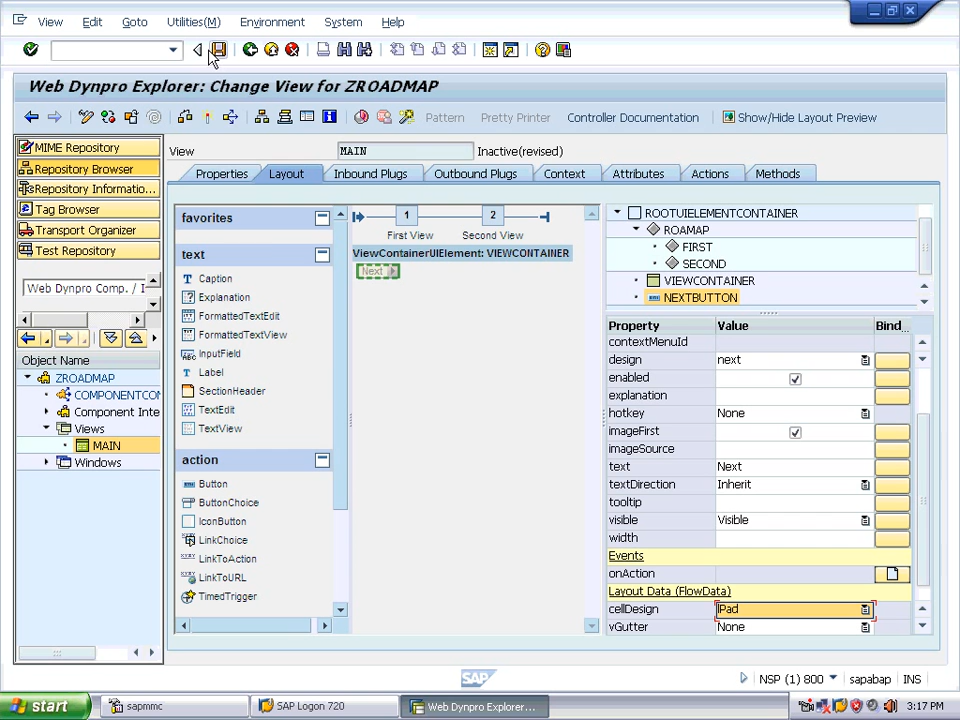 View Edit Goto Utilities(M) Environment System Help
Web Dynpro Explorer: Change View for ZROADMAP
Pattern Pretty Printer Controller Documentation Show/Hide Layout Preview
MIME Repository
Repository Browser
Repository Informatio...
Tag Browser
Transport Organizer
Test Repository
Web Dynpro Comp. / I
Object Name
ZROADMAP
COMPONENTCON
Component Inte
Views
MAIN
Windows
View MAIN Inactive(revised)
Properties Layout Inbound Plugs Outbound Plugs Context Attributes Actions Methods
favorites
text
Caption
Explanation
FormattedTextEdit
FormattedTextView
InputField
Label
SectionHeader
TextEdit
TextView
action
Button
ButtonChoice
IconButton
LinkChoice
LinkToAction
LinkToURL
TimedTrigger
1 2
First View Second View
ViewContainerUIElement: VIEWCONTAINER
Next
ROOTUIELEMENTCONTAINER
ROAMAP
FIRST
SECOND
VIEWCONTAINER
NEXTBUTTON
Property Value Bind...
contextMenuId
design next
enabled
explanation
hotkey None
imageFirst
imageSource
text Next
textDirection Inherit
tooltip
visible Visible
width
Events
onAction
Layout Data (FlowData)
cellDesign lPad
vGutter None
SAP
NSP (1) 800 sapabap INS
start sapmmc SAP Logon 720 Web Dynpro Explorer... 3:17 PM